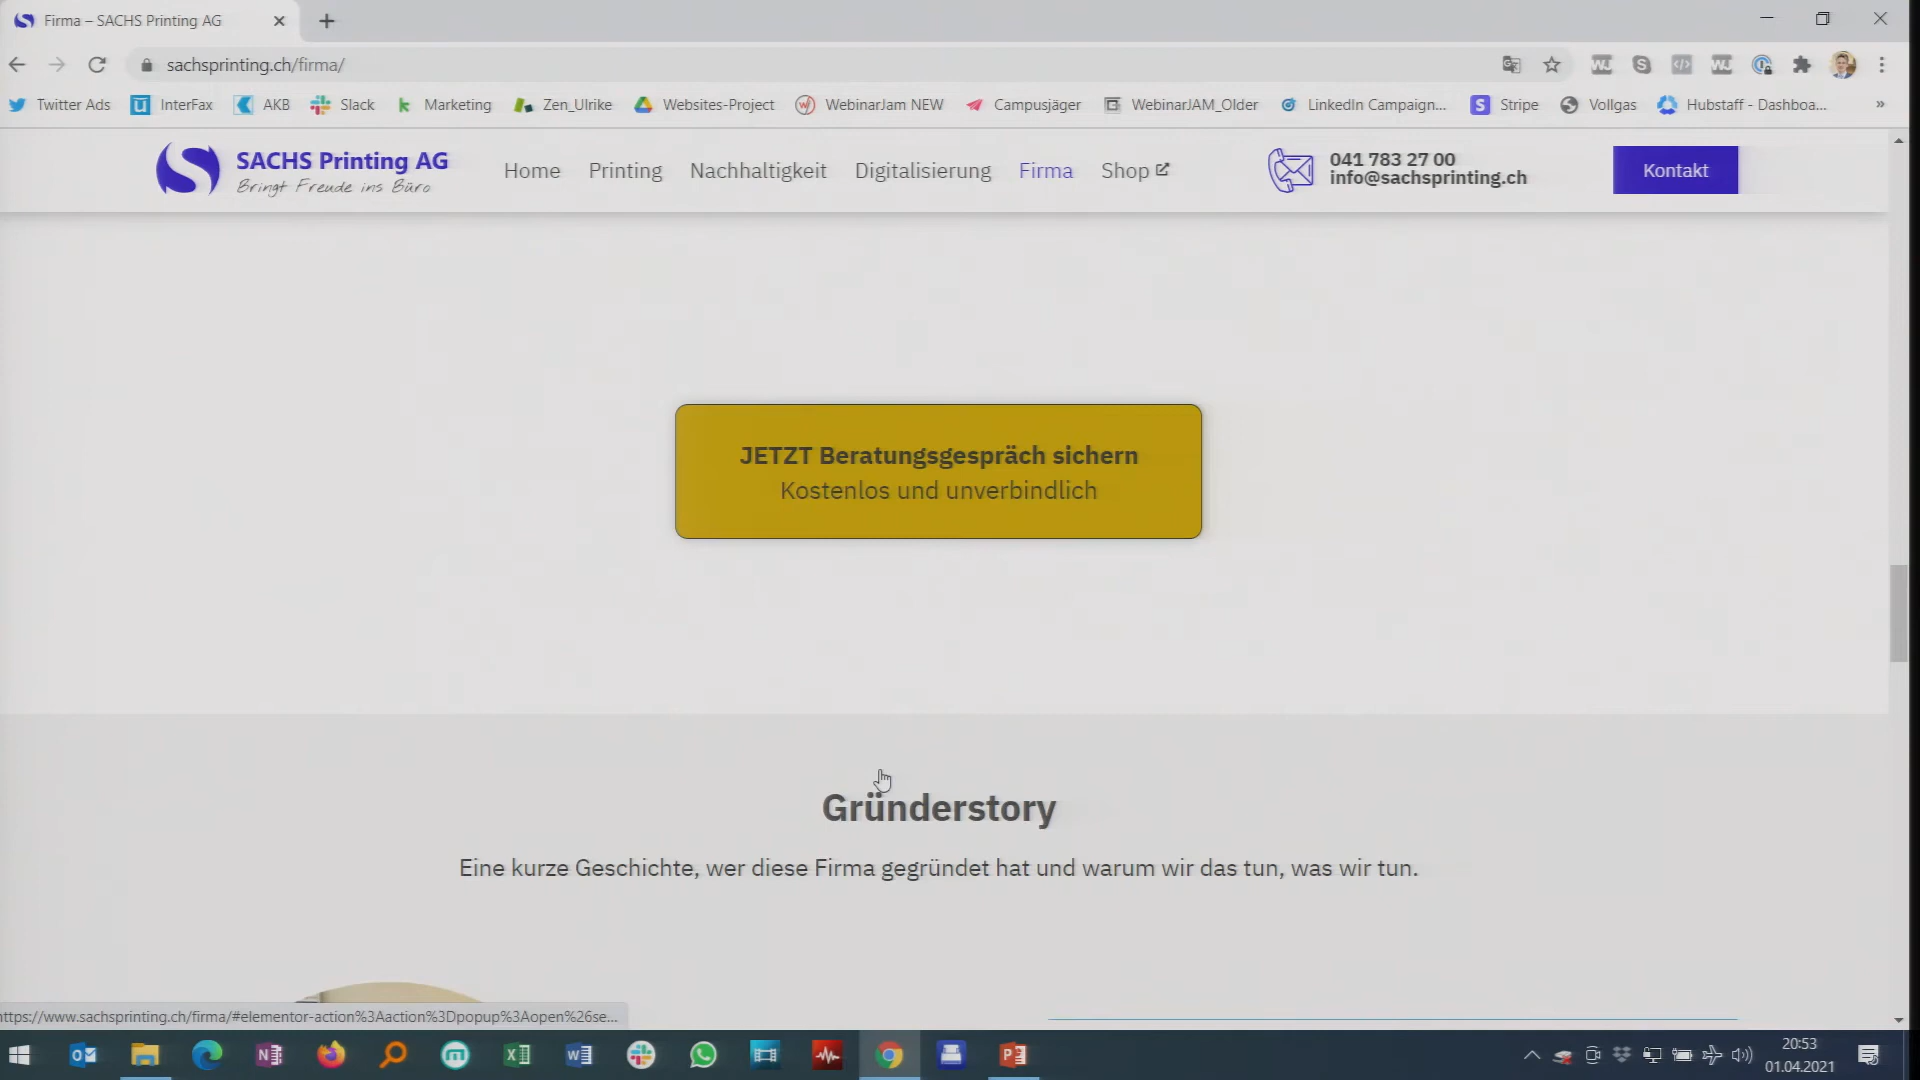 Firma – SACHS Printing AG
sachsprinting.ch/firma/
Twitter Ads
InterFax
AKB
Slack
Marketing
Zen_Ulrike
Websites-Project
WebinarJam NEW
Campusjäger
WebinarJAM_Older
LinkedIn Campaign...
Stripe
Vollgas
Hubstaff - Dashboa...
»
SACHS Printing AG
Bringt Freude ins Büro
Home
Printing
Nachhaltigkeit
Digitalisierung
Firma
Shop
041 783 27 00
info@sachsprinting.ch
Kontakt
JETZT Beratungsgespräch sichern
Kostenlos und unverbindlich
Gründerstory
Eine kurze Geschichte, wer diese Firma gegründet hat und warum wir das tun, was wir tun.
https://www.sachsprinting.ch/firma/#elementor-action%3Aaction%3Dpopup%3Aopen%26se...
20:53
01.04.2021